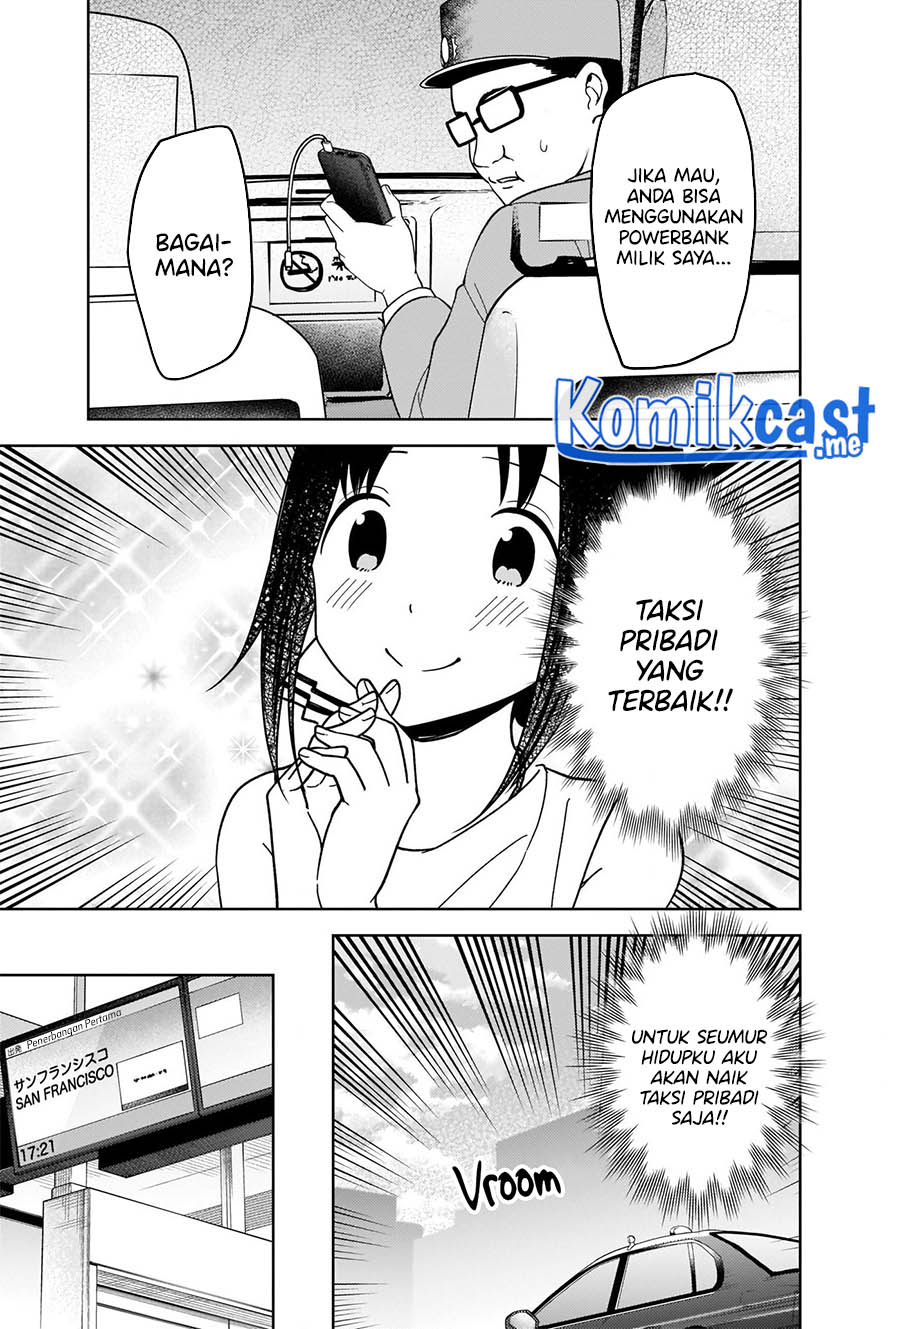 JIKA MAU,
ANDA BISA
MENGGUNAKAN
POWERBANK
MILIK SAYA...
BAGAI-
MANA?
Komikcast
.me
TAKSI
PRIBADI
YANG
TERBAIK!!
UNTUK SEUMUR
HIDUPKU AKU
AKAN NAIK
TAKSI PRIBADI
SAJA!!
Vroom
出発 Penerbangan Pertama
サンフランシスコ
SAN FRANCISCO
17:21